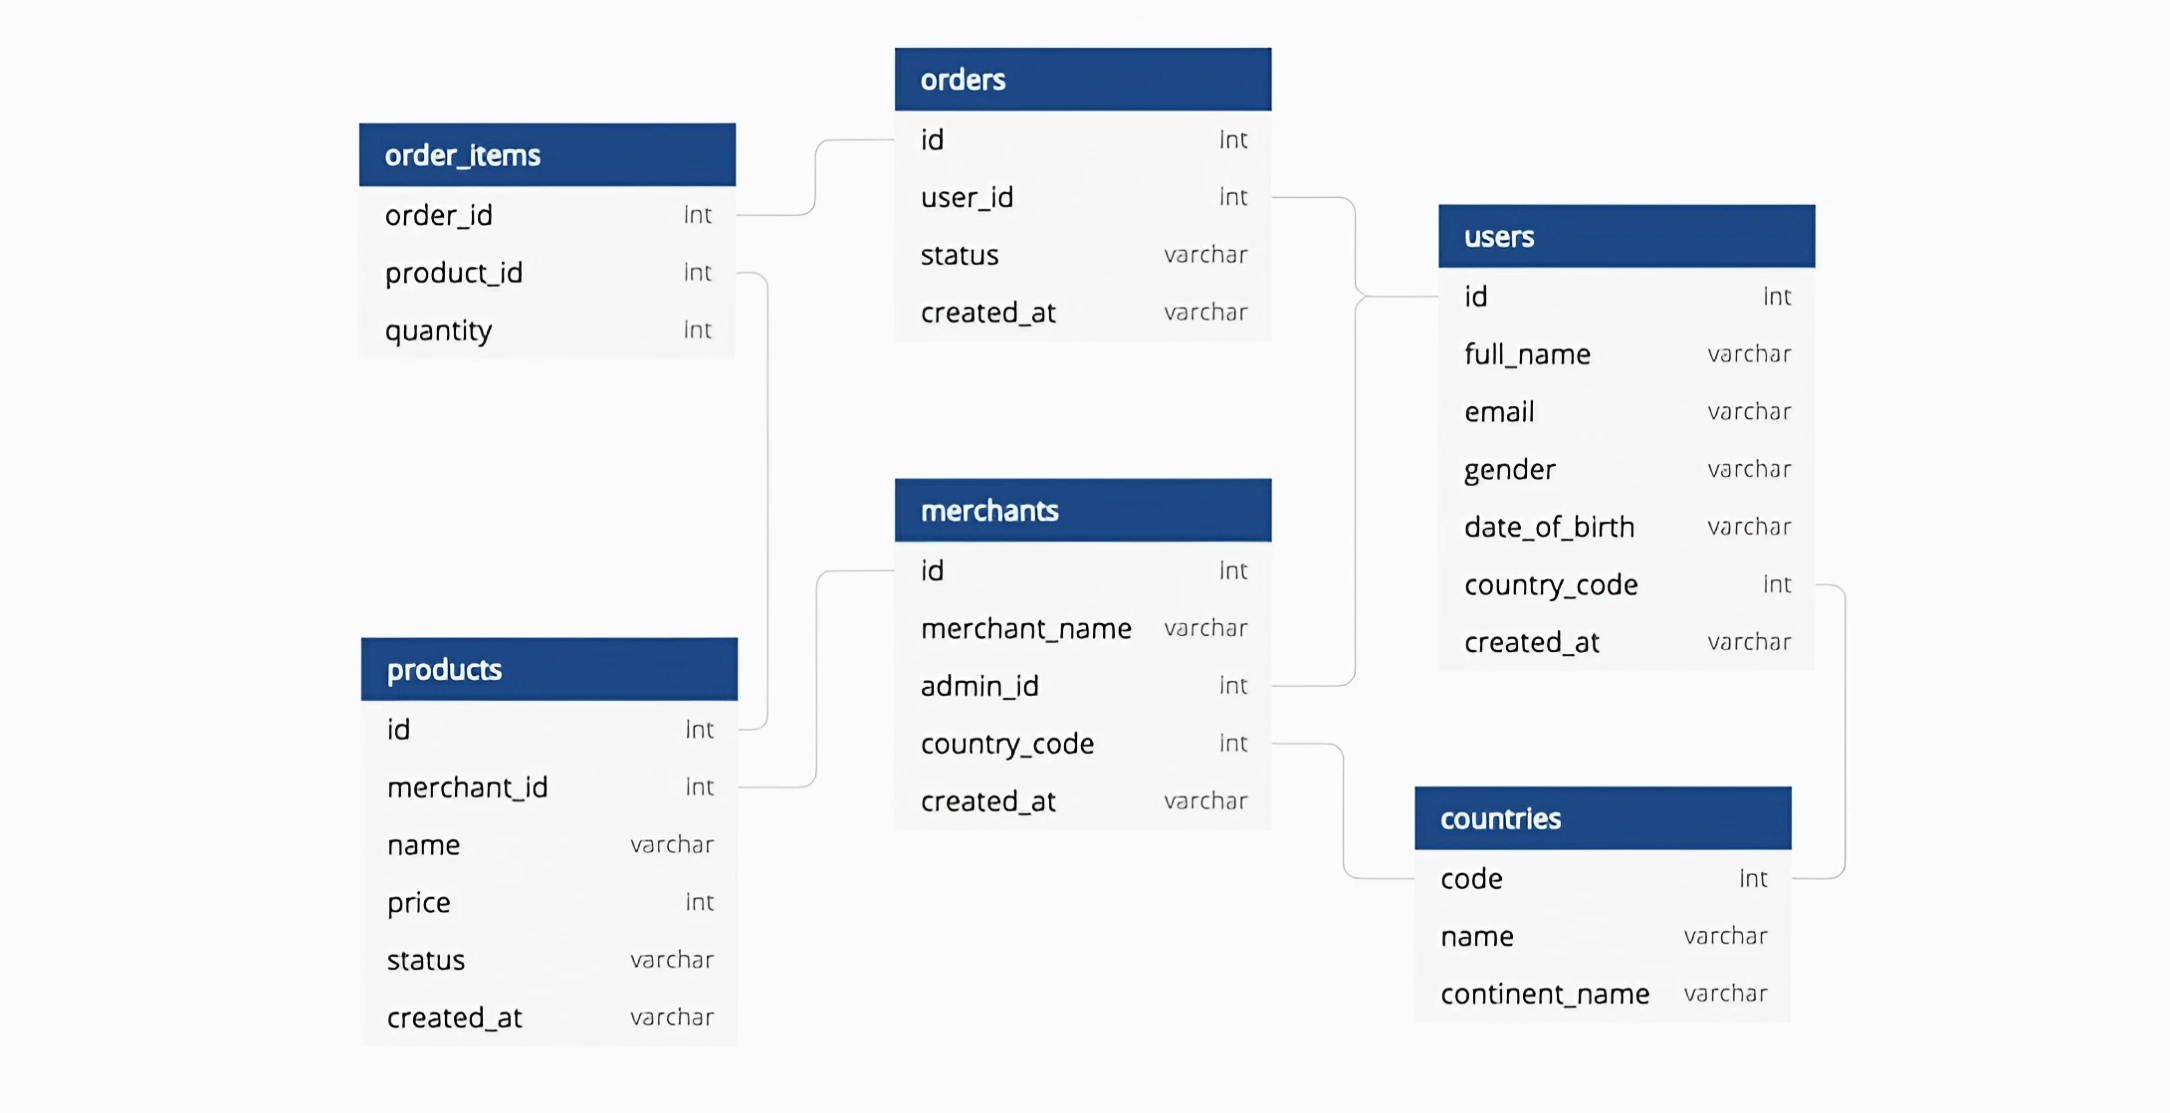 order_items
order_id int
product_id int
quantity int
orders
id int
user_id int
status varchar
created_at varchar
users
id int
full_name varchar
email varchar
gender varchar
date_of_birth varchar
country_code int
created_at varchar
merchants
id int
merchant_name varchar
admin_id int
country_code int
created_at varchar
products
id int
merchant_id int
name varchar
price int
status varchar
created_at varchar
countries
code int
name varchar
continent_name varchar